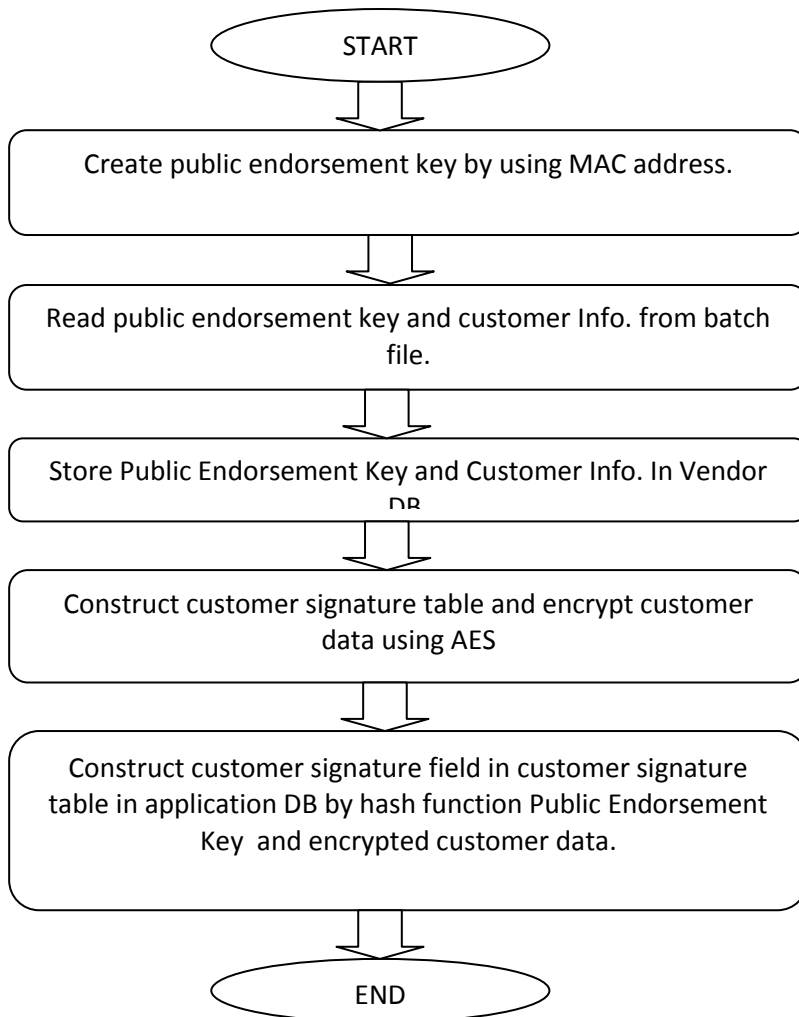 START
Create public endorsement key by using MAC address.
Read public endorsement key and customer Info. from batch
file.
Store Public Endorsement Key and Customer Info. In Vendor
DB
Construct customer signature table and encrypt customer
data using AES
Construct customer signature field in customer signature
table in application DB by hash function Public Endorsement
Key and encrypted customer data.
END